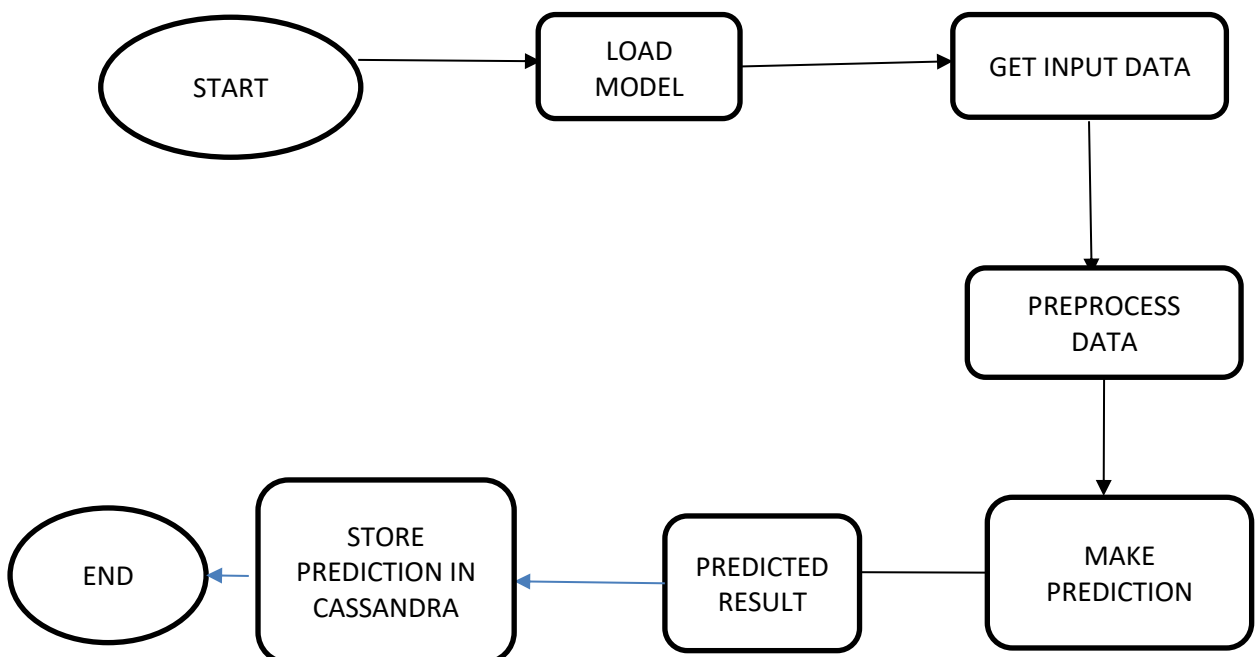 START
LOAD
MODEL
GET INPUT DATA
PREPROCESS
DATA
MAKE
PREDICTION
PREDICTED
RESULT
STORE
PREDICTION IN
CASSANDRA
END